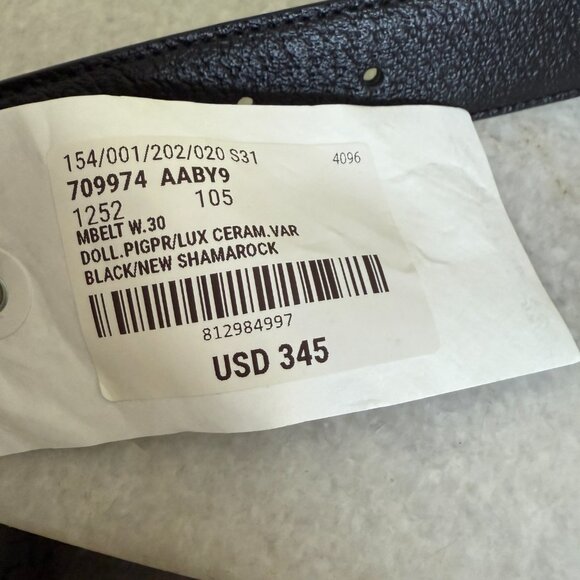 154/001/202/020 S31 4096
709974 AABY9
1252 105
MBELT W.30
DOLL.PIGPR/LUX CERAM.VAR
BLACK/NEW SHAMAROCK
812984997
USD 345